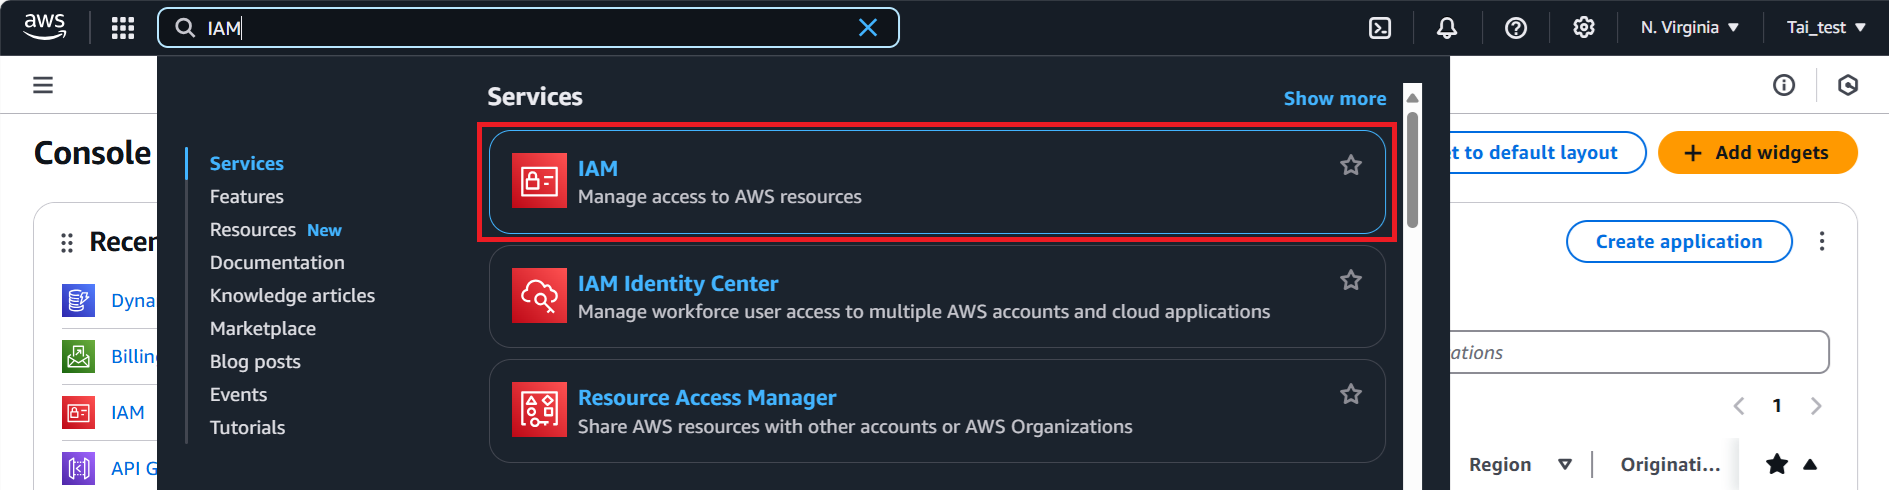 aws
IAM
N. Virginia
Tai_test
Console
Services
Features
Resources New
Documentation
Knowledge articles
Marketplace
Blog posts
Events
Tutorials
Services
Show more
IAM
Manage access to AWS resources
IAM Identity Center
Manage workforce user access to multiple AWS accounts and cloud applications
Resource Access Manager
Share AWS resources with other accounts or AWS Organizations
t to default layout
+ Add widgets
Recen
Dyna
Billin
IAM
API G
Create application
ations
1
Region
Originati...